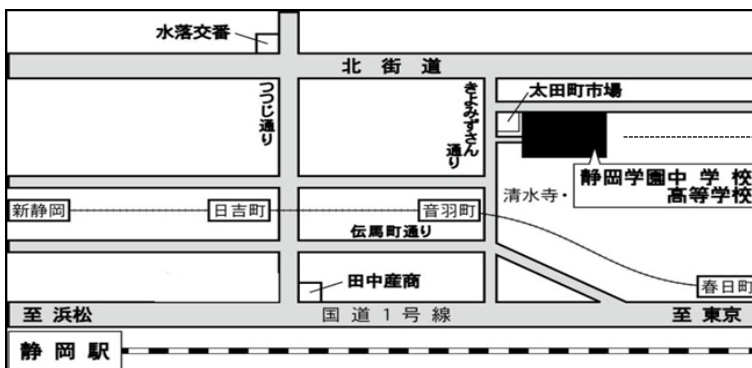 水落交番
北街道
つつじ通り
きよみずさん
通り
太田町市場
静岡学園中学校
高等学校
清水寺・
新静岡
日吉町
音羽町
伝馬町通り
田中産商
春日町
至浜松
国道1号線
至東京
静岡駅